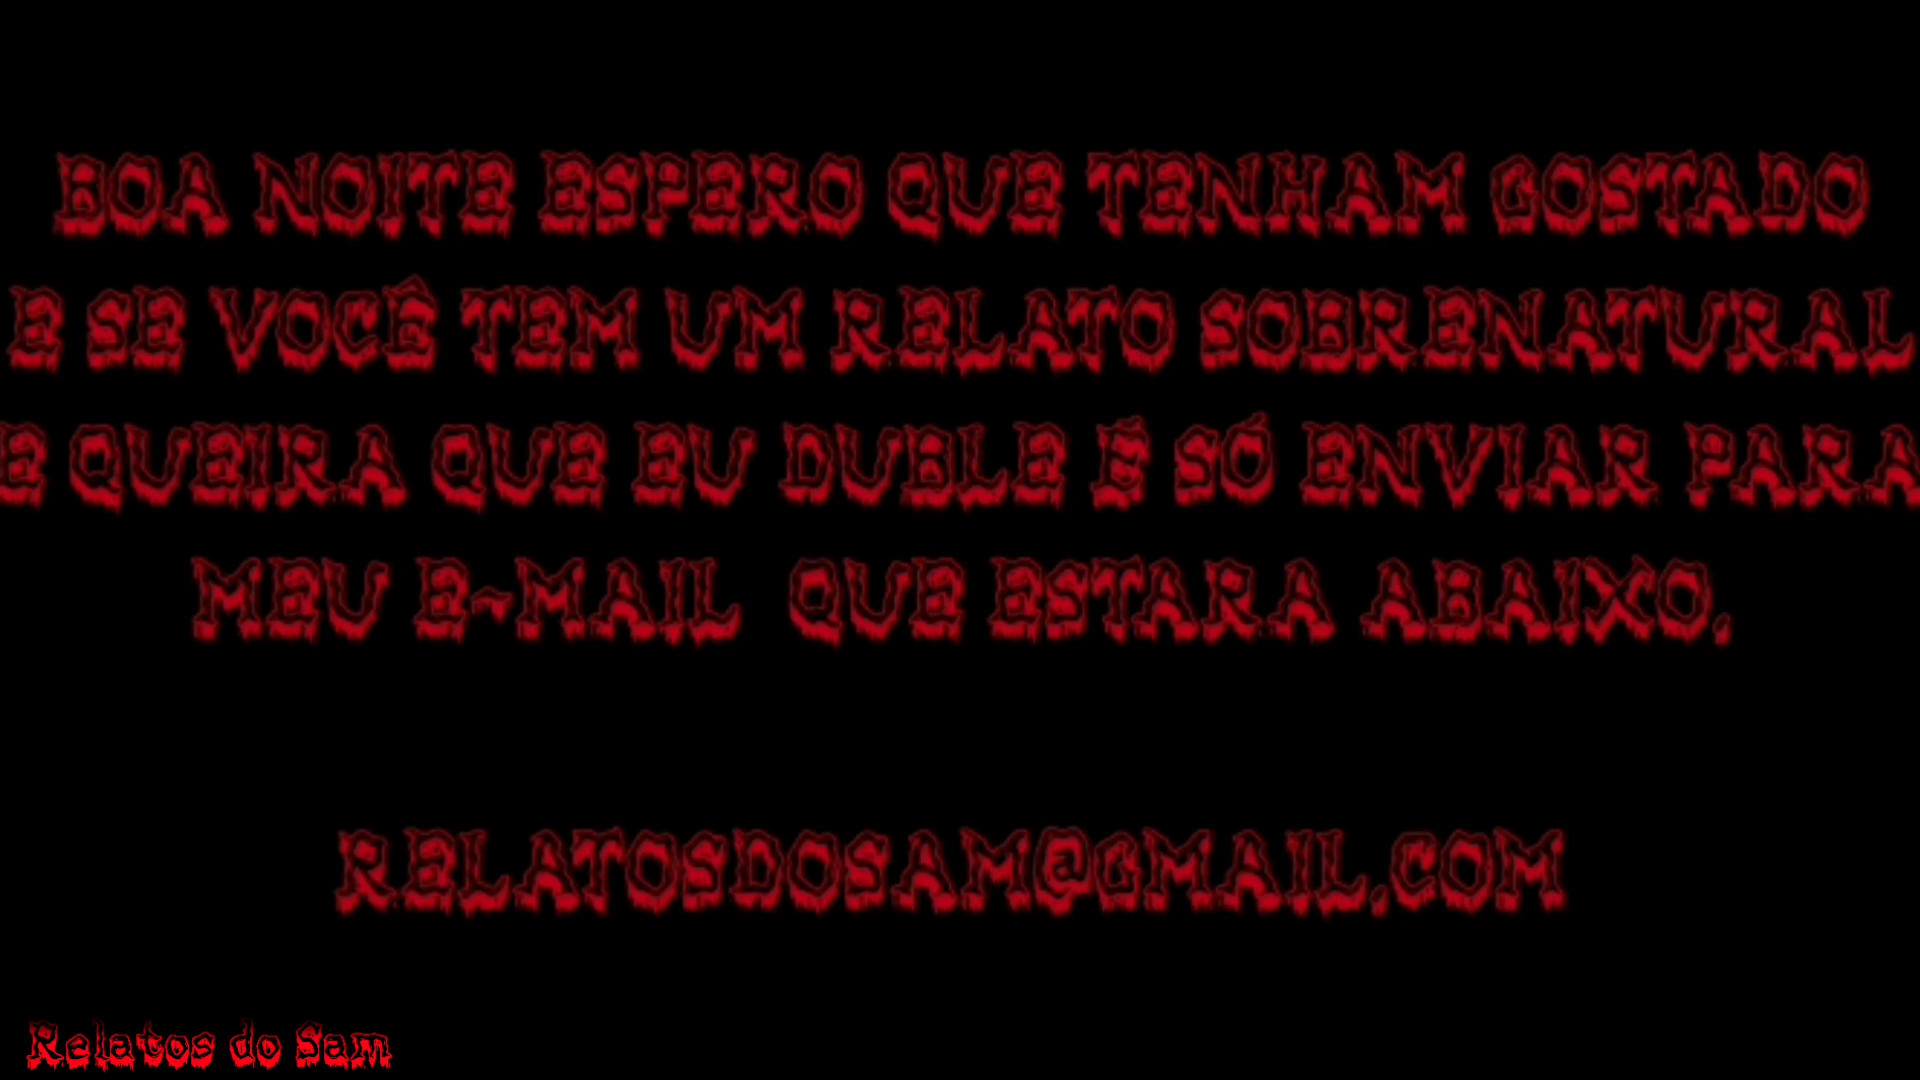 BOA NOITE ESPERO QUE TENHAM GOSTADO
E SE VOCÊ TEM UM RELATO SOBRENATURAL
E QUEIRA QUE EU DUBLE É SÓ ENVIAR PARA
MEU E-MAIL QUE ESTARA ABAIXO.
RELATOSDOSAM@GMAIL.COM
Relatos do Sam